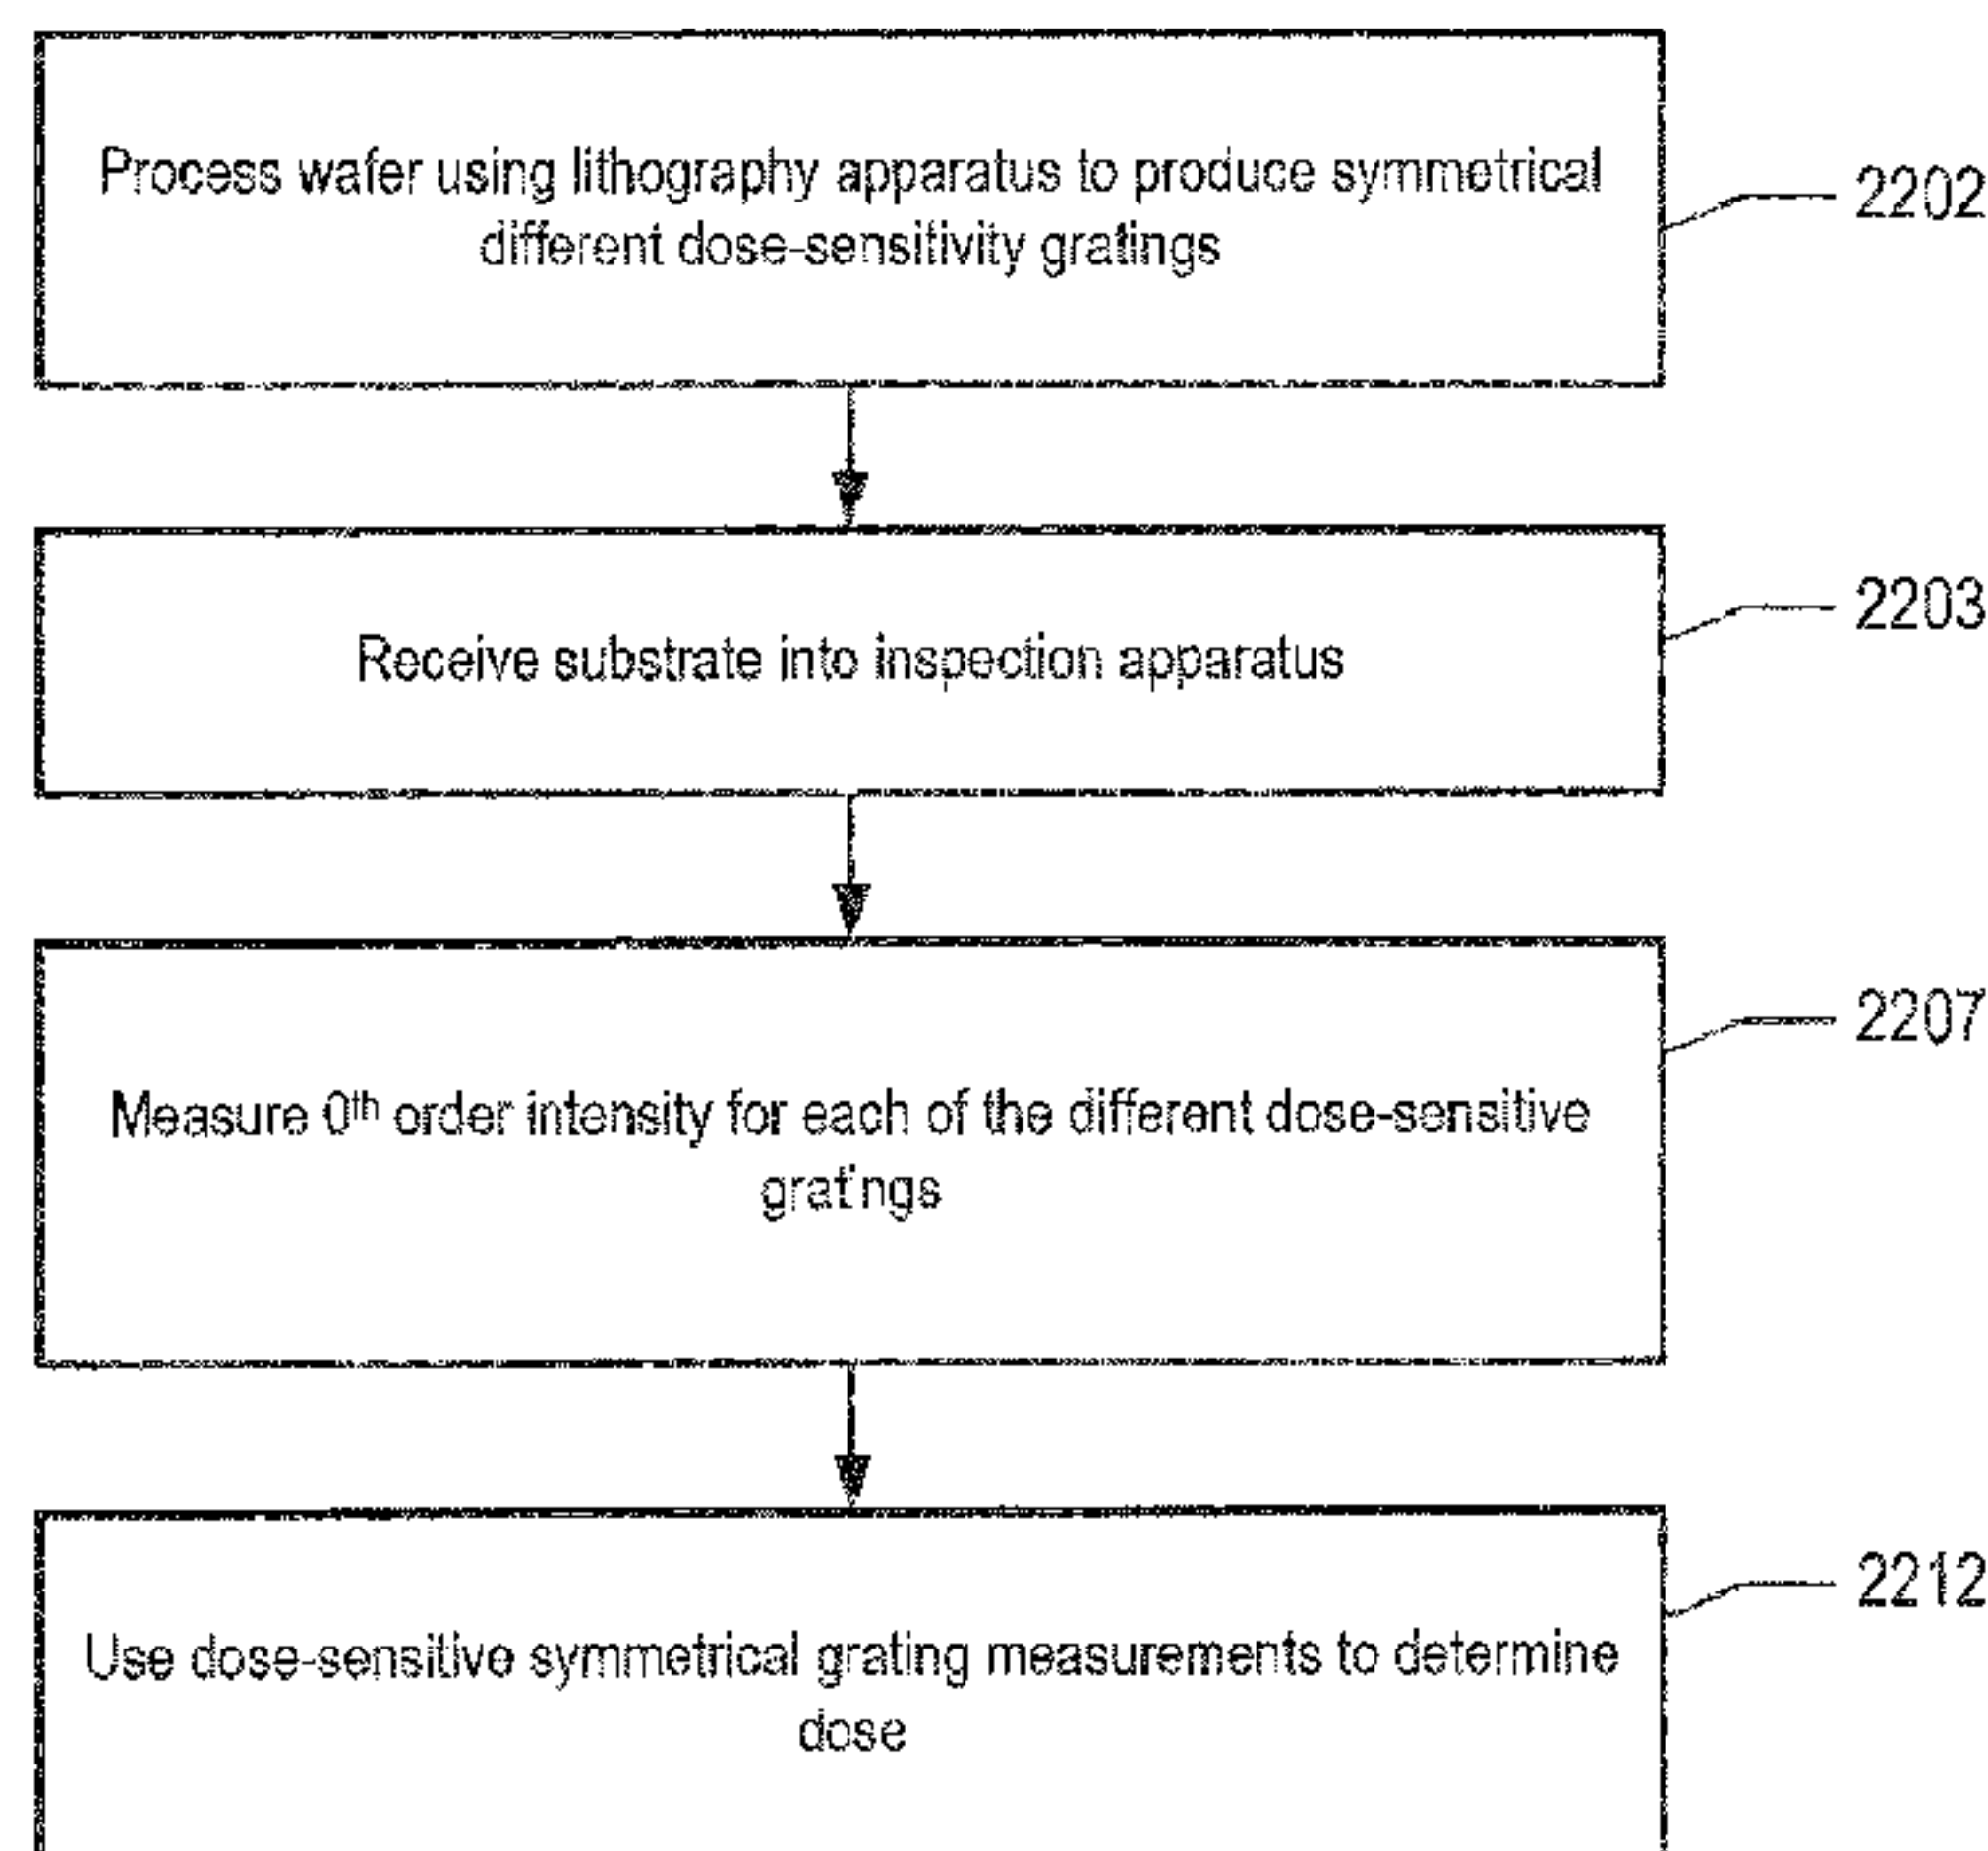 Process wafer using lithography apparatus to produce symmetrical
different dose-sensitivity gratings
2202
Receive substrate into inspection apparatus
2203
Measure 0th order intensity for each of the different dose-sensitive
gratings
2207
Use dose-sensitive symmetrical grating measurements to determine
dose
2212